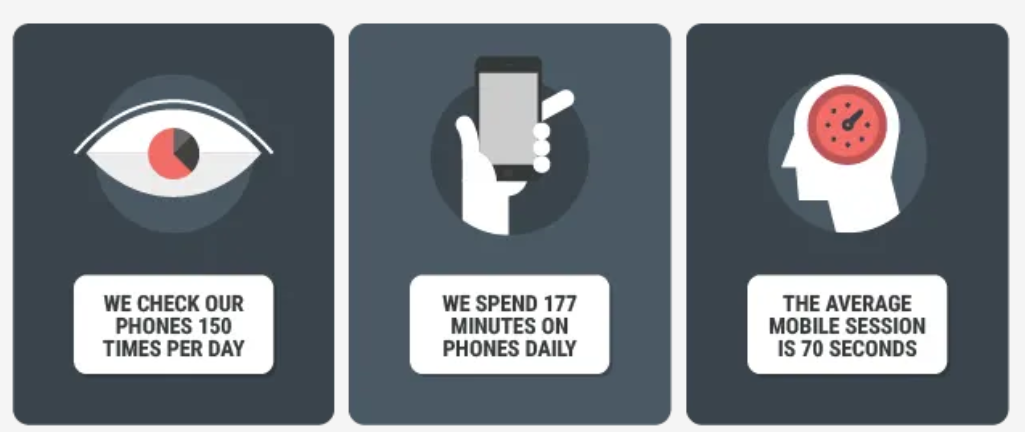 WE CHECK OUR
PHONES 150
TIMES PER DAY
WE SPEND 177
MINUTES ON
PHONES DAILY
THE AVERAGE
MOBILE SESSION
IS 70 SECONDS